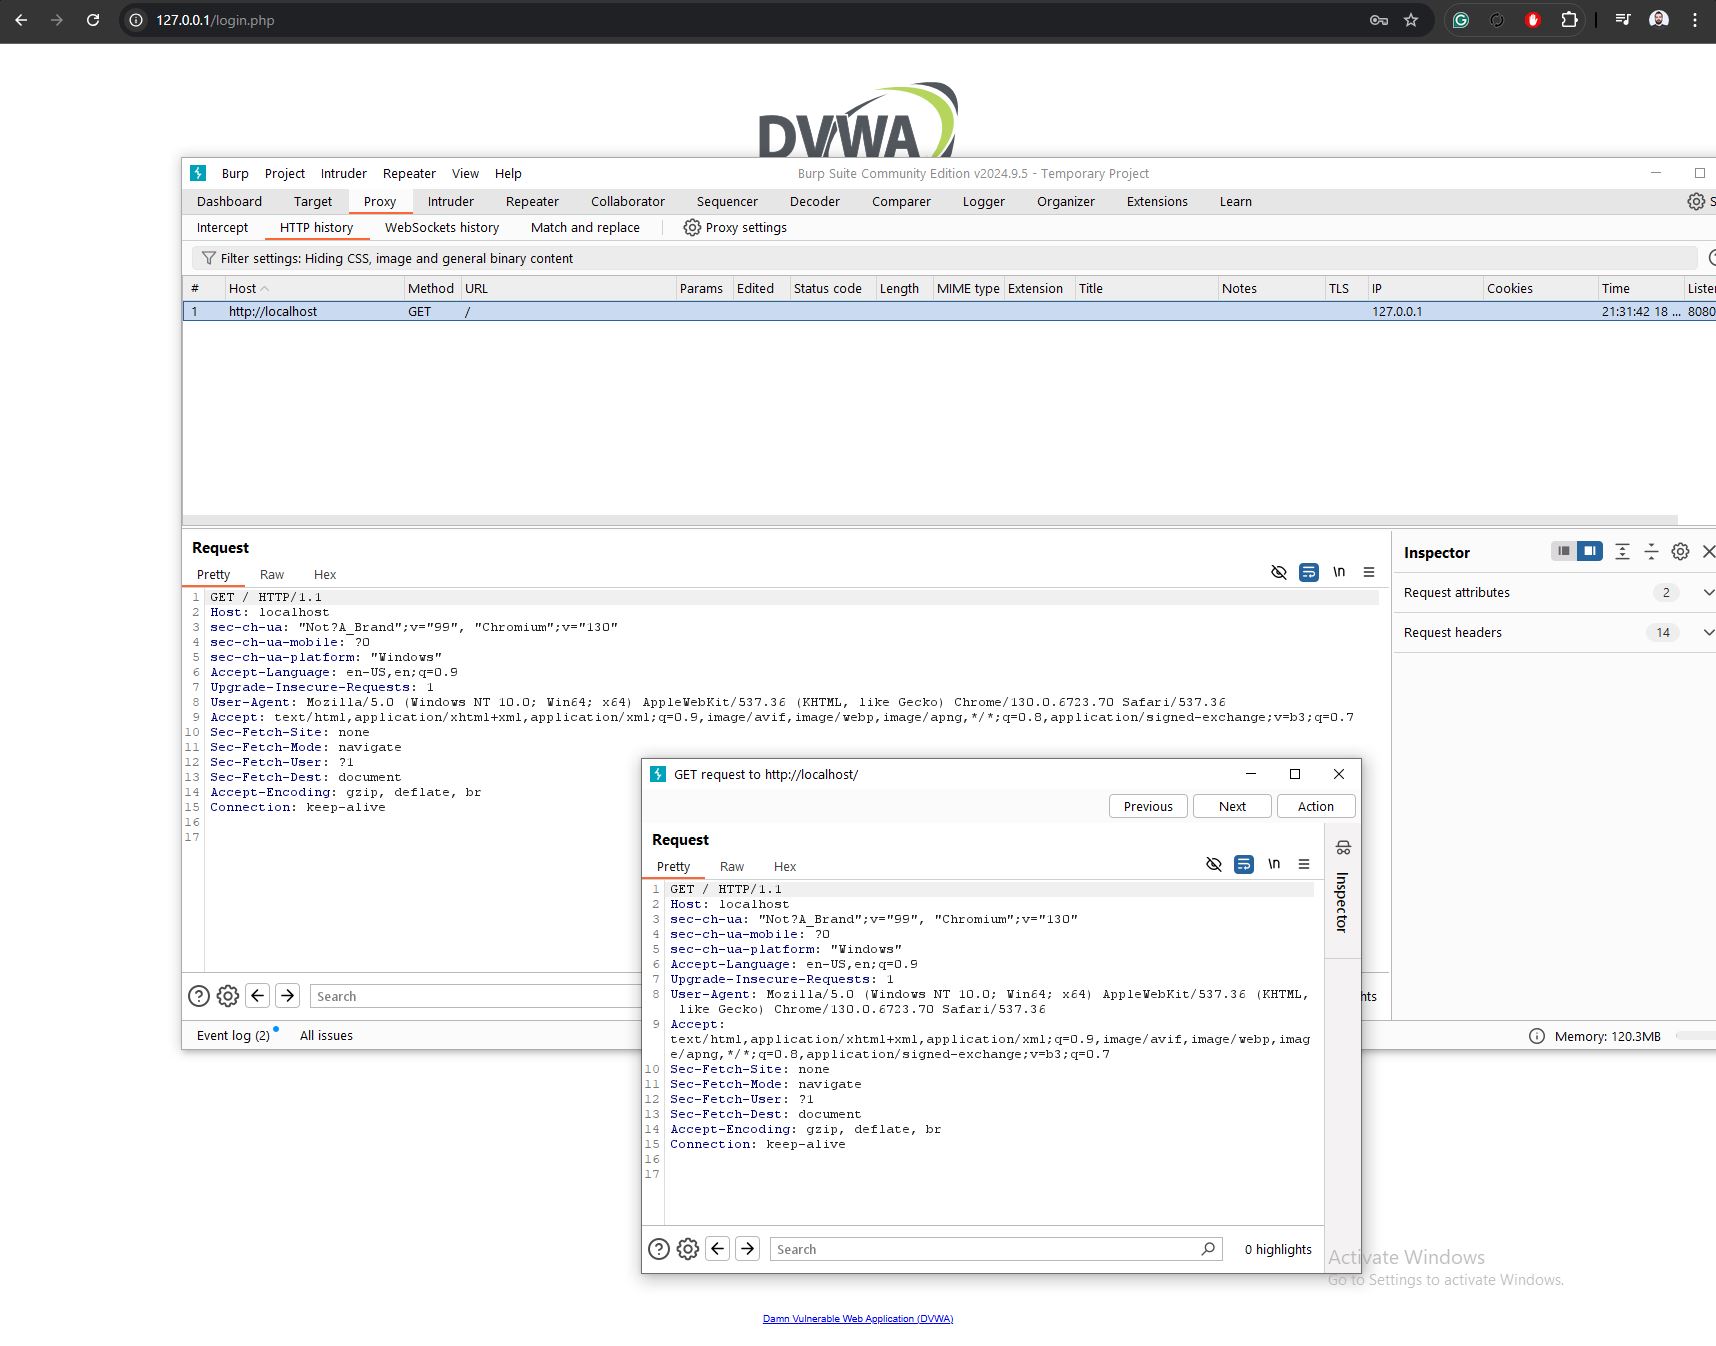 127.0.0.1/login.php
DVWA
Burp Project Intruder Repeater View Help Burp Suite Community Edition v2024.9.5 - Temporary Project
Dashboard Target Proxy Intruder Repeater Collaborator Sequencer Decoder Comparer Logger Organizer Extensions Learn
Intercept HTTP history WebSockets history Match and replace Proxy settings
Filter settings: Hiding CSS, image and general binary content
# Host Method URL Params Edited Status code Length MIME type Extension Title Notes TLS IP Cookies Time Liste
1 http://localhost GET / 127.0.0.1 21:31:42 18 ... 8080
Request
Pretty Raw Hex \n
1 GET / HTTP/1.1
2 Host: localhost
3 sec-ch-ua: "Not?A_Brand";v="99", "Chromium";v="130"
4 sec-ch-ua-mobile: ?0
5 sec-ch-ua-platform: "Windows"
6 Accept-Language: en-US,en;q=0.9
7 Upgrade-Insecure-Requests: 1
8 User-Agent: Mozilla/5.0 (Windows NT 10.0; Win64; x64) AppleWebKit/537.36 (KHTML, like Gecko) Chrome/130.0.6723.70 Safari/537.36
9 Accept: text/html,application/xhtml+xml,application/xml;q=0.9,image/avif,image/webp,image/apng,*/*;q=0.8,application/signed-exchange;v=b3;q=0.7
10 Sec-Fetch-Site: none
11 Sec-Fetch-Mode: navigate
12 Sec-Fetch-User: ?1
13 Sec-Fetch-Dest: document
14 Accept-Encoding: gzip, deflate, br
15 Connection: keep-alive
16
17
Search
Event log (2) All issues
Inspector
Request attributes 2
Request headers 14
hts
Memory: 120.3MB
GET request to http://localhost/
Previous Next Action
Request
Pretty Raw Hex \n
Inspector
1 GET / HTTP/1.1
2 Host: localhost
3 sec-ch-ua: "Not?A_Brand";v="99", "Chromium";v="130"
4 sec-ch-ua-mobile: ?0
5 sec-ch-ua-platform: "Windows"
6 Accept-Language: en-US,en;q=0.9
7 Upgrade-Insecure-Requests: 1
8 User-Agent: Mozilla/5.0 (Windows NT 10.0; Win64; x64) AppleWebKit/537.36 (KHTML,
like Gecko) Chrome/130.0.6723.70 Safari/537.36
9 Accept:
text/html,application/xhtml+xml,application/xml;q=0.9,image/avif,image/webp,imag
e/apng,*/*;q=0.8,application/signed-exchange;v=b3;q=0.7
10 Sec-Fetch-Site: none
11 Sec-Fetch-Mode: navigate
12 Sec-Fetch-User: ?1
13 Sec-Fetch-Dest: document
14 Accept-Encoding: gzip, deflate, br
15 Connection: keep-alive
16
17
Search 0 highlights
Activate Windows
Go to Settings to activate Windows.
Damn Vulnerable Web Application (DVWA)